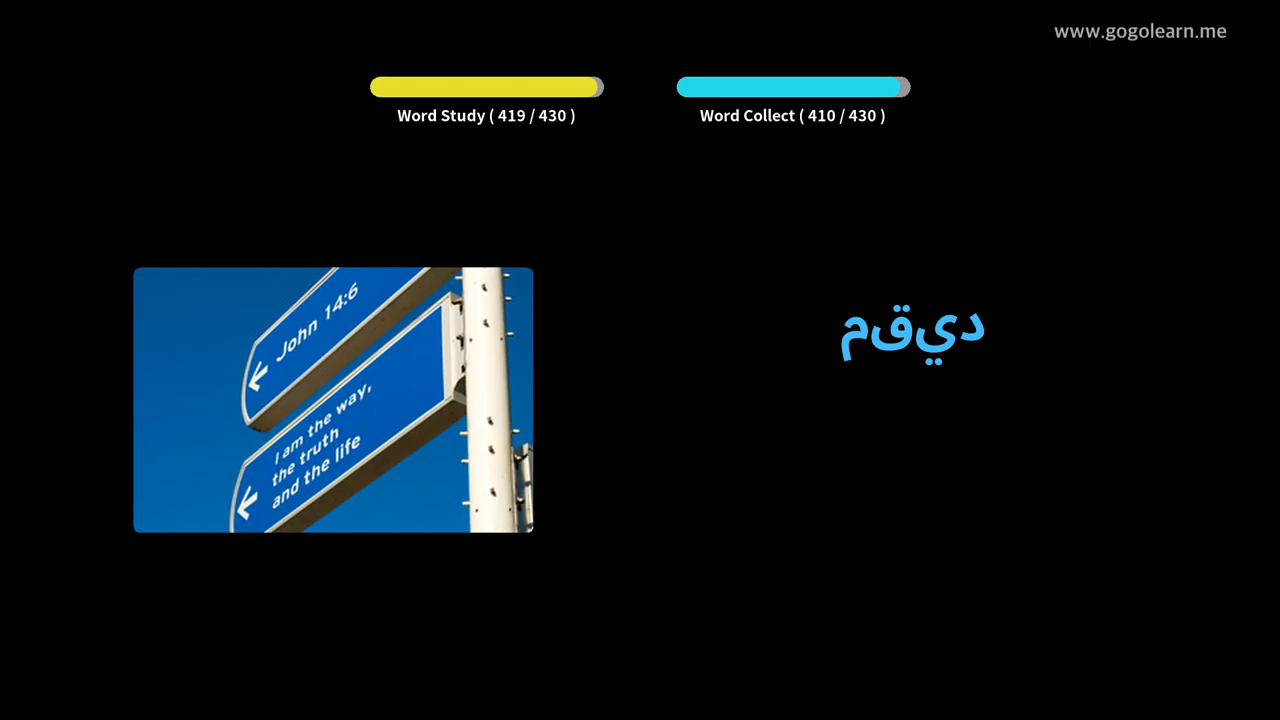 www.gogolearn.me
Word Study ( 419 / 430 )
Word Collect ( 410 / 430 )
John 14:6
I am the way,
the truth
and the life
دي‌ق‌م